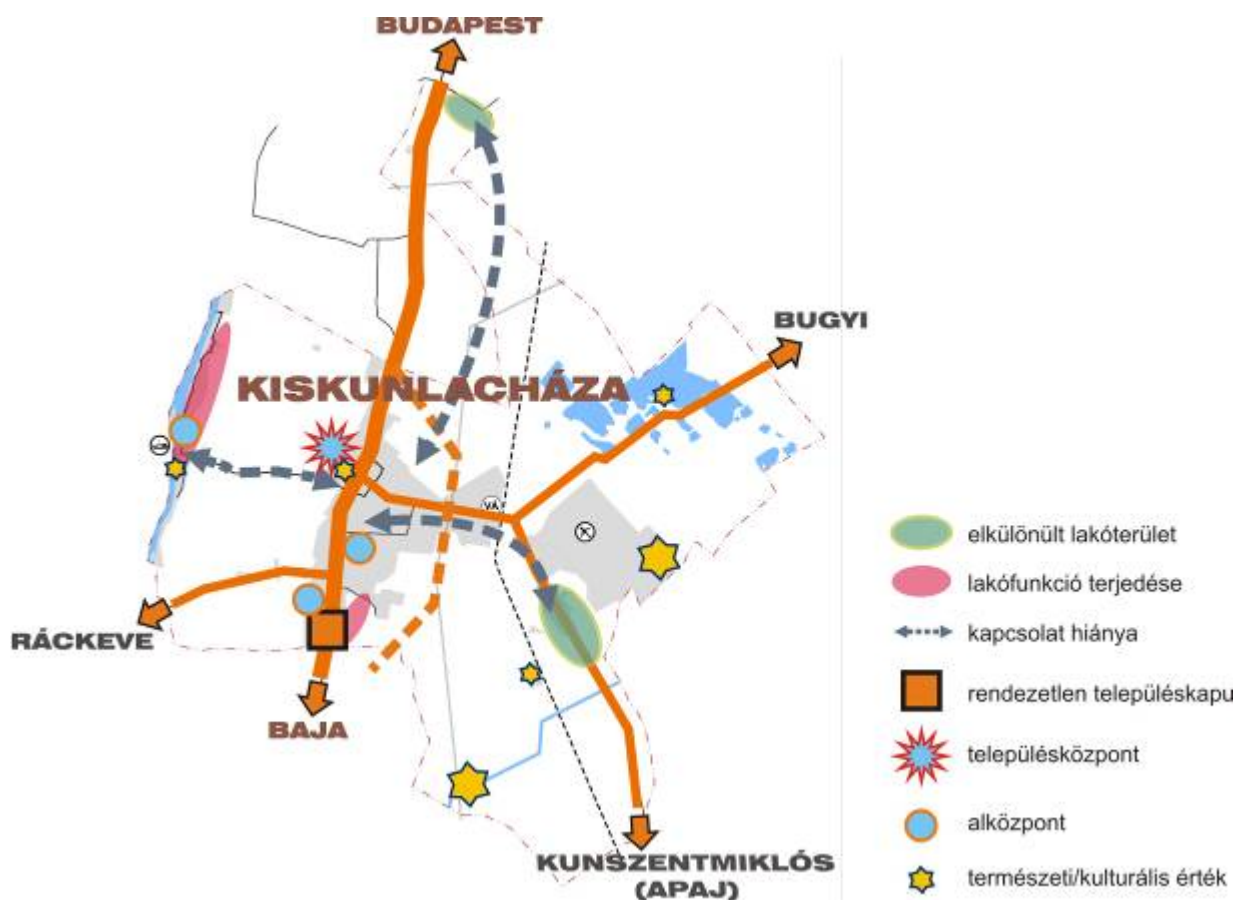 BUDAPEST
BUGYI
KISKUNLACHÁZA
VÁ
RÁCKEVE
BAJA
KUNSZENTMIKLÓS
(APAJ)
elkülönült lakóterület
lakófunkció terjedése
kapcsolat hiánya
rendezetlen településkapu
településközpont
alközpont
természeti/kulturális érték